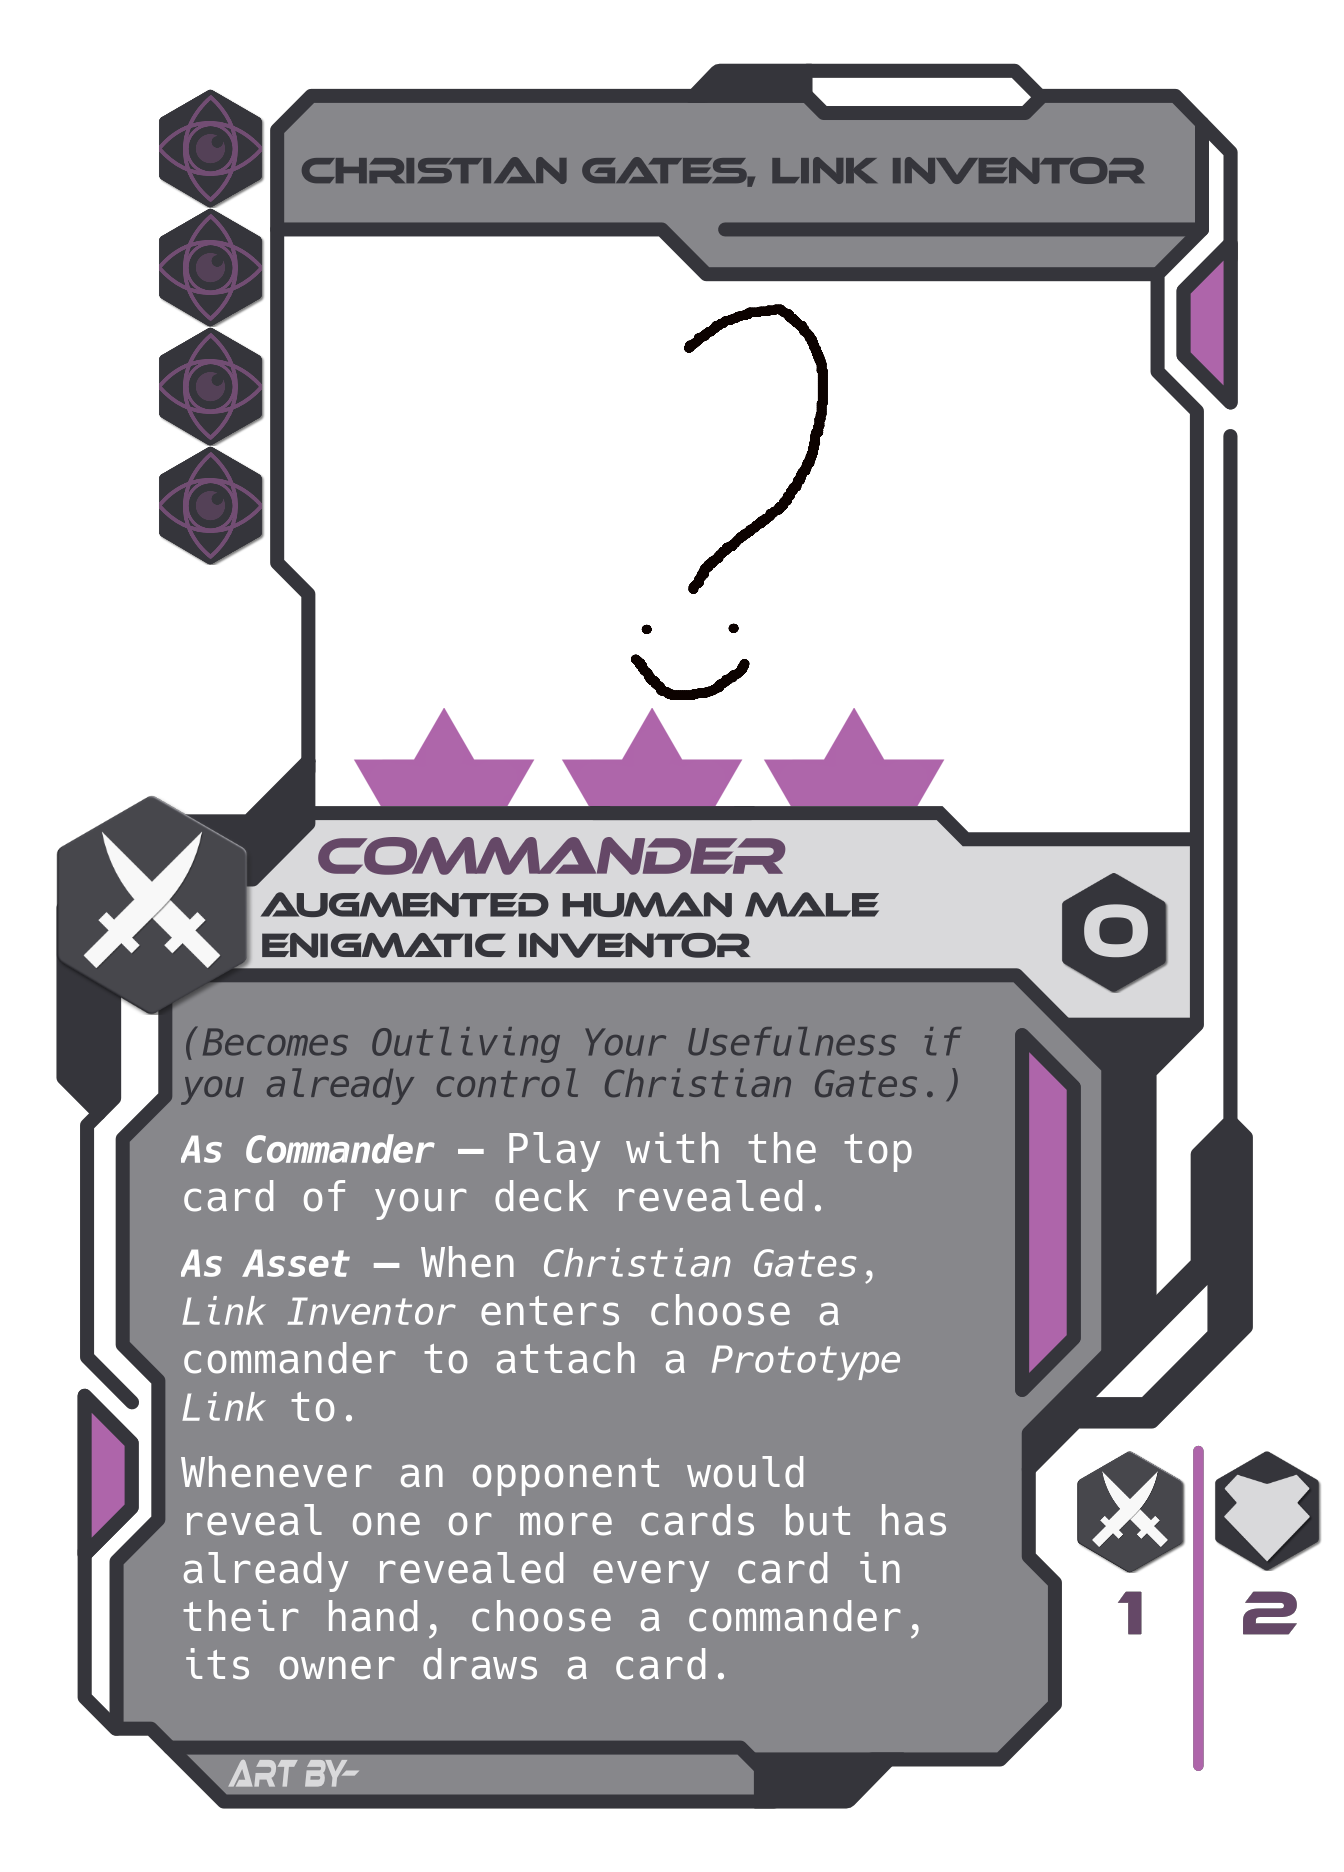 CHRISTIAN GATES, LINK INVENTOR
COMMANDER
AUGMENTED HUMAN MALE
ENIGMATIC INVENTOR
0
(Becomes Outliving Your Usefulness if
you already control Christian Gates.)
As Commander — Play with the top
card of your deck revealed.
As Asset — When Christian Gates,
Link Inventor enters choose a
commander to attach a Prototype
Link to.
Whenever an opponent would
reveal one or more cards but has
already revealed every card in
their hand, choose a commander,
its owner draws a card.
1
2
ART BY-